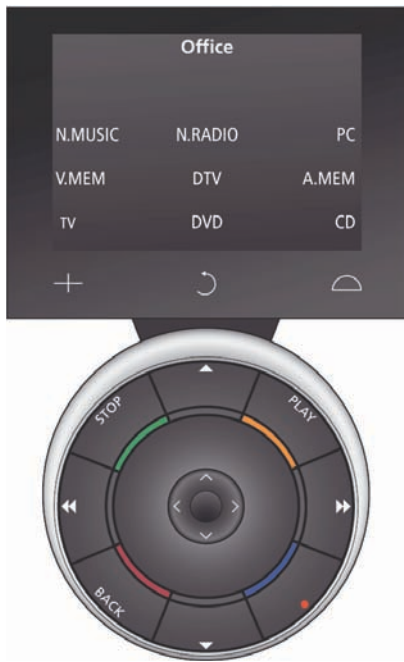 Office
N.MUSIC N.RADIO PC
V.MEM DTV A.MEM
TV DVD CD
STOP PLAY
BACK